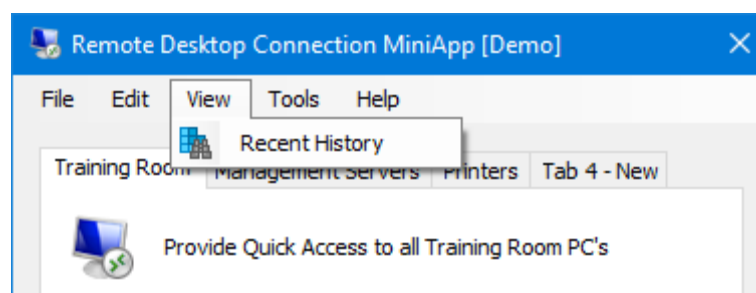 Remote Desktop Connection MiniApp [Demo]
File Edit View Tools Help
Recent History
Training Room Management Servers Printers Tab 4 - New
Provide Quick Access to all Training Room PC's